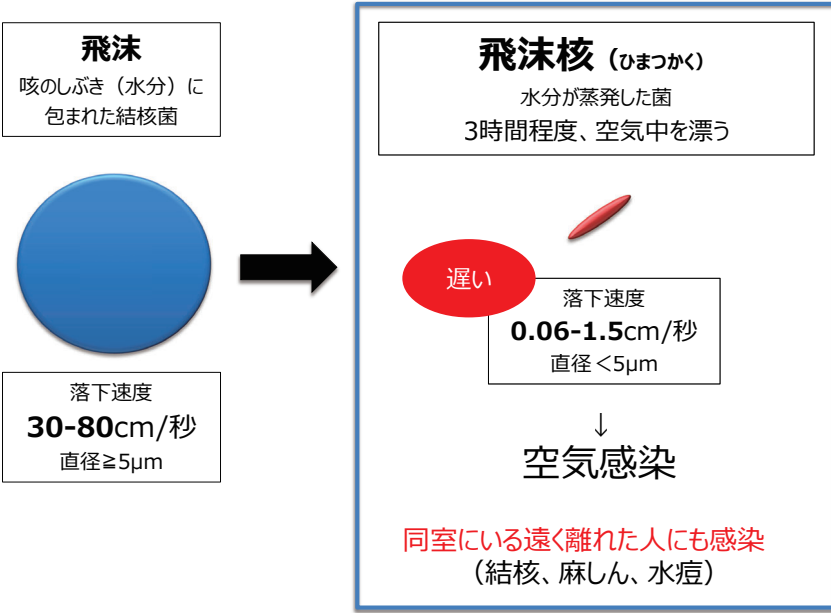 飛沫
咳のしぶき（水分）に
包まれた結核菌
落下速度
30-80cm/秒
直径≧5μm
飛沫核（ひまつかく）
水分が蒸発した菌
3時間程度、空気中を漂う
遅い
落下速度
0.06-1.5cm/秒
直径＜5μm
↓
空気感染
同室にいる遠く離れた人にも感染
（結核、麻しん、水痘）